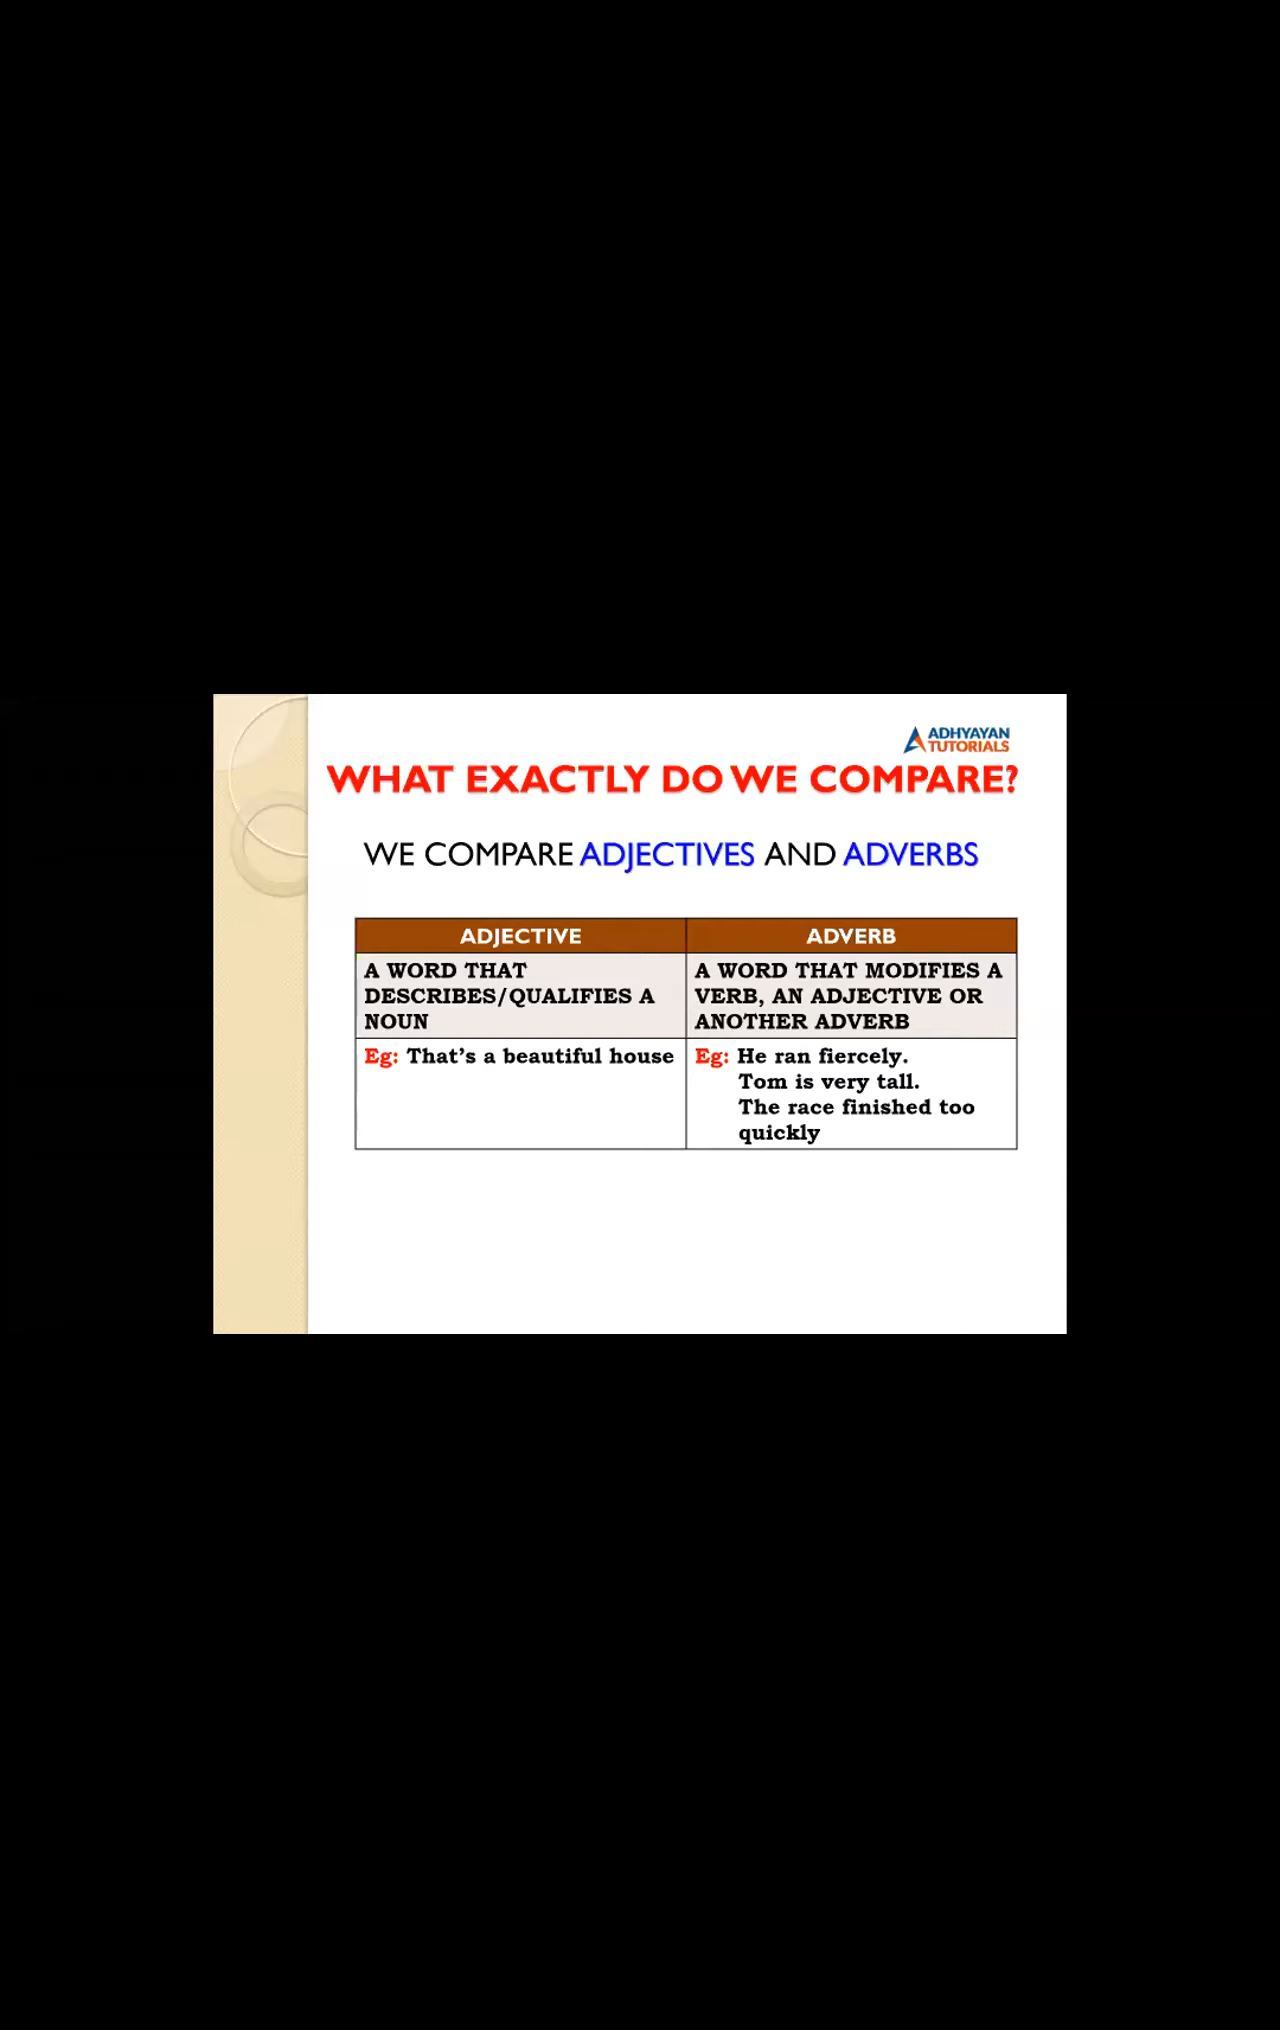 ADHYAYAN
TUTORIALS
WHAT EXACTLY DO WE COMPARE?
WE COMPARE ADJECTIVES AND ADVERBS
ADJECTIVE
A WORD THAT
DESCRIBES/QUALIFIES A
NOUN
Eg: That's a beautiful house
ADVERB
A WORD THAT MODIFIES A
VERB, AN ADJECTIVE OR
ANOTHER ADVERB
Eg: He ran fiercely.
Tom is very tall.
The race finished too
quickly